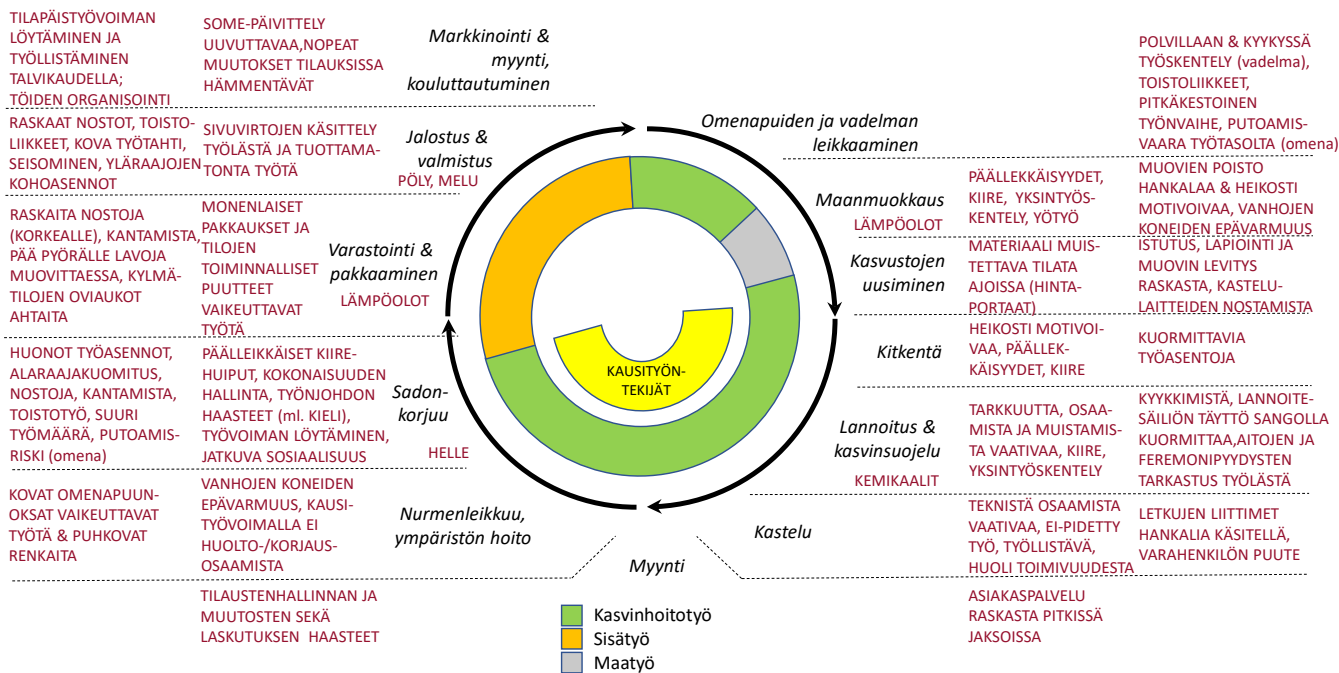 TILAPÄISTYÖVOIMAN
LÖYTÄMINEN JA
TYÖLLISTÄMINEN
TALVIKAUDELLA;
TÖIDEN ORGANISOINTI
SOME-PÄIVITTELY
UUVUTTAVAA,NOPEAT
MUUTOKSET TILAUKSISSA
HÄMMENTÄVÄT
Markkinointi &
myynti,
kouluttautuminen
RASKAAT NOSTOT, TOISTO-
LIIKKEET, KOVA TYÖTAHTI,
SEISOMINEN, YLÄRAAJOJEN
KOHOASENNOT
SIVUVIRTOJEN KÄSITTELY
TYÖLÄSTÄ JA TUOTTAMA-
TONTA TYÖTÄ
Jalostus &
valmistus
PÖLY, MELU
RASKAITA NOSTOJA
(KORKEALLE), KANTAMISTA,
PÄÄ PYÖRÄLLE LAVOJA
MUOVITTAESSA, KYLMÄ-
TILOJEN OVIAUKOT
AHTAITA
MONENLAISET
PAKKAUKSET JA
TILOJEN
TOIMINNALLISET
PUUTTEET
VAIKEUTTAVAT
TYÖTÄ
Varastointi &
pakkaaminen
LÄMPÖOLOT
HUONOT TYÖASENNOT,
ALARAAJAKUOMITUS,
NOSTOJA, KANTAMISTA,
TOISTOTYÖ, SUURI
TYÖMÄÄRÄ, PUTOAMIS-
RISKI (omena)
PÄÄLLEIKKÄISET KIIRE-
HUIPUT, KOKONAISUUDEN
HALLINTA, TYÖNJOHDON
HAASTEET (ml. KIELI),
TYÖVOIMAN LÖYTÄMINEN,
JATKUVA SOSIAALISUUS
Sadon-
korjuu
HELLE
KOVAT OMENAPUUN-
OKSAT VAIKEUTTAVAT
TYÖTÄ & PUHKOVAT
RENKAITA
VANHOJEN KONEIDEN
EPÄVARMUUS, KAUSI-
TYÖVOIMALLA EI
HUOLTO-/KORJAUS-
OSAAMISTA
Nurmenleikkuu,
ympäristön hoito
TILAUSTENHALLINNAN JA
MUUTOSTEN SEKÄ
LASKUTUKSEN HAASTEET
Myynti
ASIAKASPALVELU
RASKASTA PITKISSÄ
JAKSOISSA
KAUSITYÖN-
TEKIJÄT
Omenapuiden ja vadelman
leikkaaminen
POLVILLAAN & KYYKYSSÄ
TYÖSKENTELY (vadelma),
TOISTOLIIKKEET,
PITKÄKESTOINEN
TYÖNVAIHE, PUTOAMIS-
VAARA TYÖTASOLTA (omena)
Maanmuokkaus
LÄMPÖOLOT
PÄÄLLEKKÄISYYDET,
KIIRE, YKSINTYÖS-
KENTELY, YÖTYÖ
MUOVIEN POISTO
HANKALAA & HEIKOSTI
MOTIVOIVAA, VANHOJEN
KONEIDEN EPÄVARMUUS
Kasvustojen
uusiminen
MATERIAALI MUIS-
TETTAVA TILATA
AJOISSA (HINTA-
PORTAAT)
ISTUTUS, LAPIOINTI JA
MUOVIN LEVITYS
RASKASTA, KASTELU-
LAITTEIDEN NOSTAMISTA
Kitkentä
HEIKOSTI MOTIVOI-
VAA, PÄÄLLEK-
KÄISYYDET, KIIRE
KUORMITTAVIA
TYÖASENTOJA
Lannoitus &
kasvinsuojelu
KEMIKAALIT
TARKKUUTTA, OSAA-
MISTA JA MUISTAMIS-
TA VAATIVAA, KIIRE,
YKSINTYÖSKENTELY
KYYKKIMISTÄ, LANNOITE-
SÄILIÖN TÄYTTÖ SANGOLLA
KUORMITTAA,AITOJEN JA
FEREMONIPYYDYSTEN
TARKASTUS TYÖLÄSTÄ
Kastelu
TEKNISTÄ OSAAMISTA
VAATIVAA, EI-PIDETTY
TYÖ, TYÖLLISTÄVÄ,
HUOLI TOIMIVUUDESTA
LETKUJEN LIITTIMET
HANKALIA KÄSITELLÄ,
VARAHENKILÖN PUUTE
Kasvinhoitotyö
Sisätyö
Maatyö